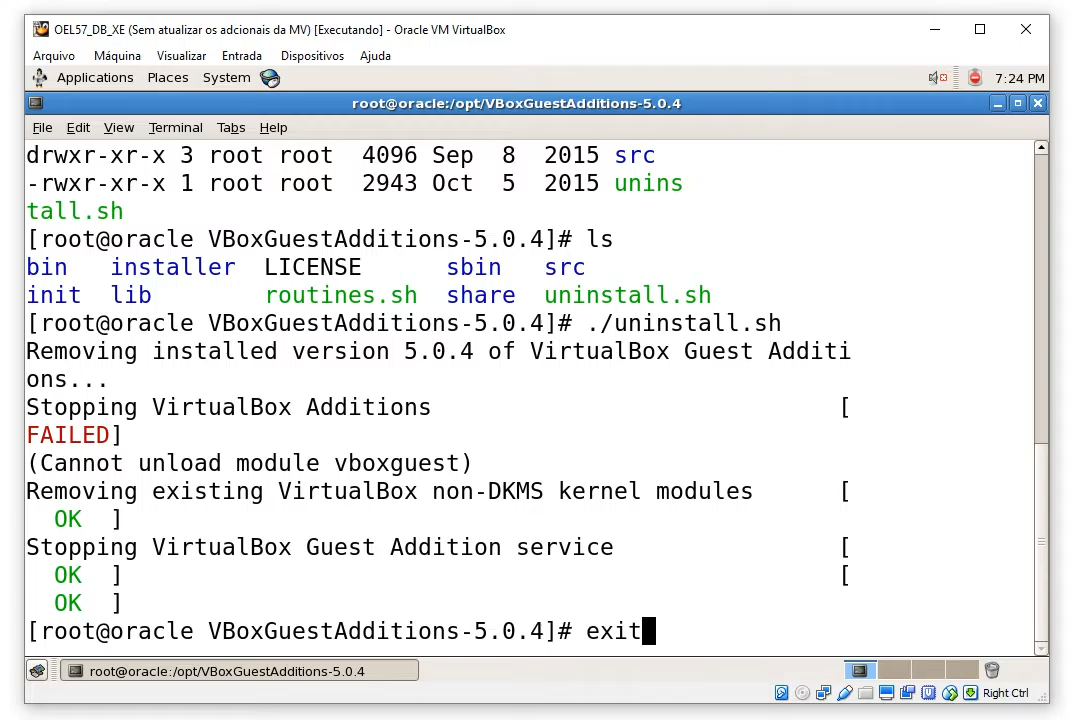 OEL57_DB_XE (Sem atualizar os adcionais da MV) [Executando] - Oracle VM VirtualBox
Arquivo Máquina Visualizar Entrada Dispositivos Ajuda
Applications Places System 7:24 PM
root@oracle:/opt/VBoxGuestAdditions-5.0.4
File Edit View Terminal Tabs Help
drwxr-xr-x 3 root root 4096 Sep 8 2015 src
-rwxr-xr-x 1 root root 2943 Oct 5 2015 unins
tall.sh
[root@oracle VBoxGuestAdditions-5.0.4]# ls
bin installer LICENSE sbin src
init lib routines.sh share uninstall.sh
[root@oracle VBoxGuestAdditions-5.0.4]# ./uninstall.sh
Removing installed version 5.0.4 of VirtualBox Guest Additi
ons...
Stopping VirtualBox Additions [
FAILED]
(Cannot unload module vboxguest)
Removing existing VirtualBox non-DKMS kernel modules [
OK ]
Stopping VirtualBox Guest Addition service [
OK ] [
OK ]
[root@oracle VBoxGuestAdditions-5.0.4]# exit
root@oracle:/opt/VBoxGuestAdditions-5.0.4
Right Ctrl